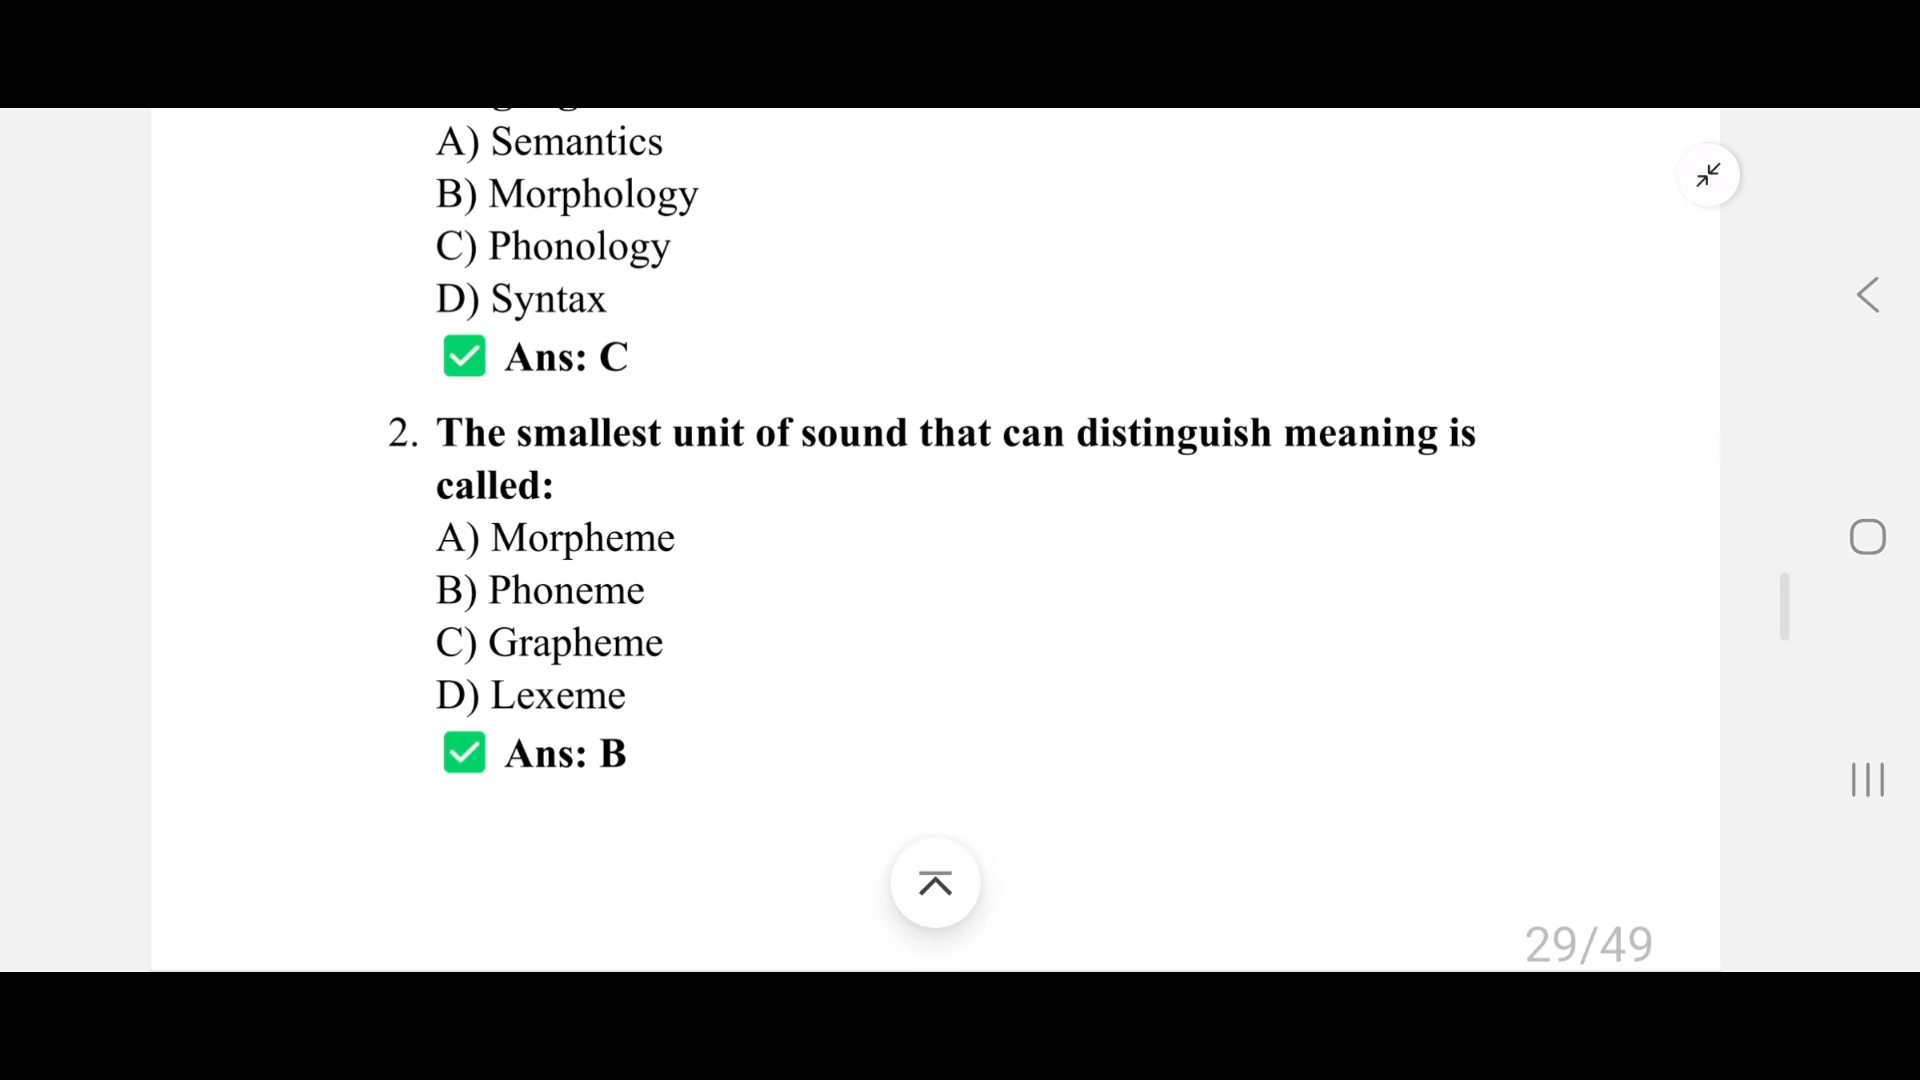 A) Semantics
B) Morphology
C) Phonology
D) Syntax
Ans: C
2. The smallest unit of sound that can distinguish meaning is
called:
A) Morpheme
B) Phoneme
C) Grapheme
D) Lexeme
Ans: B
29/49